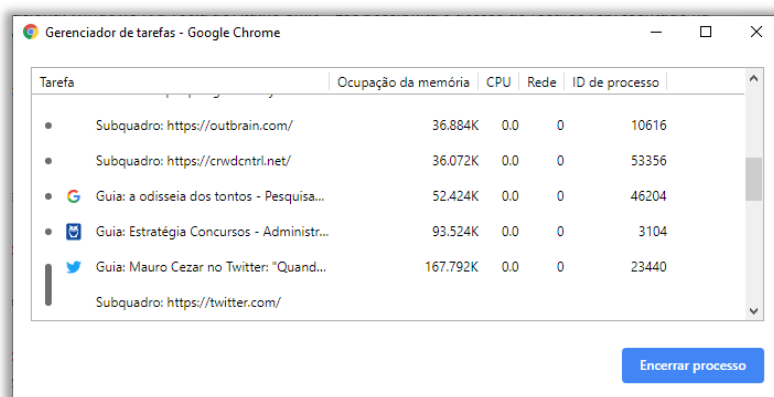 Gerenciador de tarefas - Google Chrome
Tarefa Ocupação da memória CPU Rede ID de processo
Subquadro: https://outbrain.com/ 36.884K 0.0 0 10616
Subquadro: https://crwdcntrl.net/ 36.072K 0.0 0 53356
Guia: a odisseia dos tontos - Pesquisa... 52.424K 0.0 0 46204
Guia: Estratégia Concursos - Administr... 93.524K 0.0 0 3104
Guia: Mauro Cezar no Twitter: "Quand... 167.792K 0.0 0 23440
Subquadro: https://twitter.com/
Encerrar processo